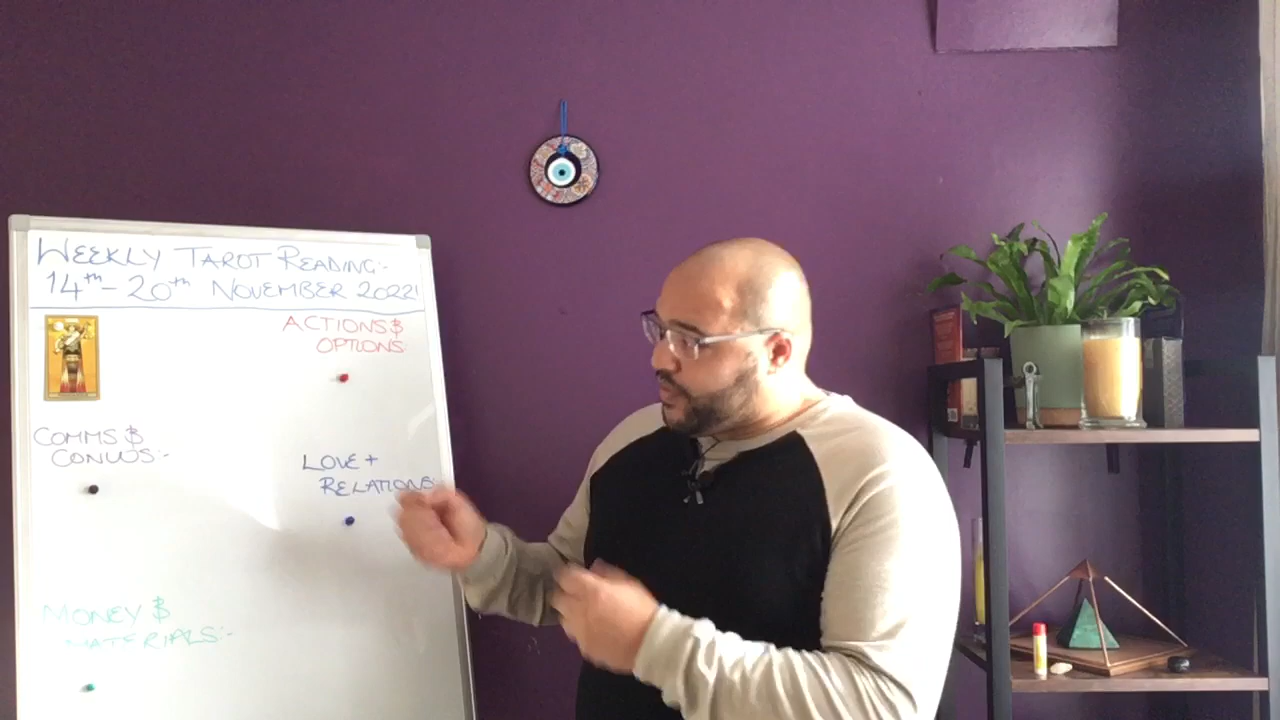 WEEKLY TAROT READING:-
14th - 20th NOVEMBER 2022!
ACTIONS &
OPTIONS:
COMMS &
CONVOS:-
LOVE +
RELATIONS:
MONEY &
MATERIALS:-